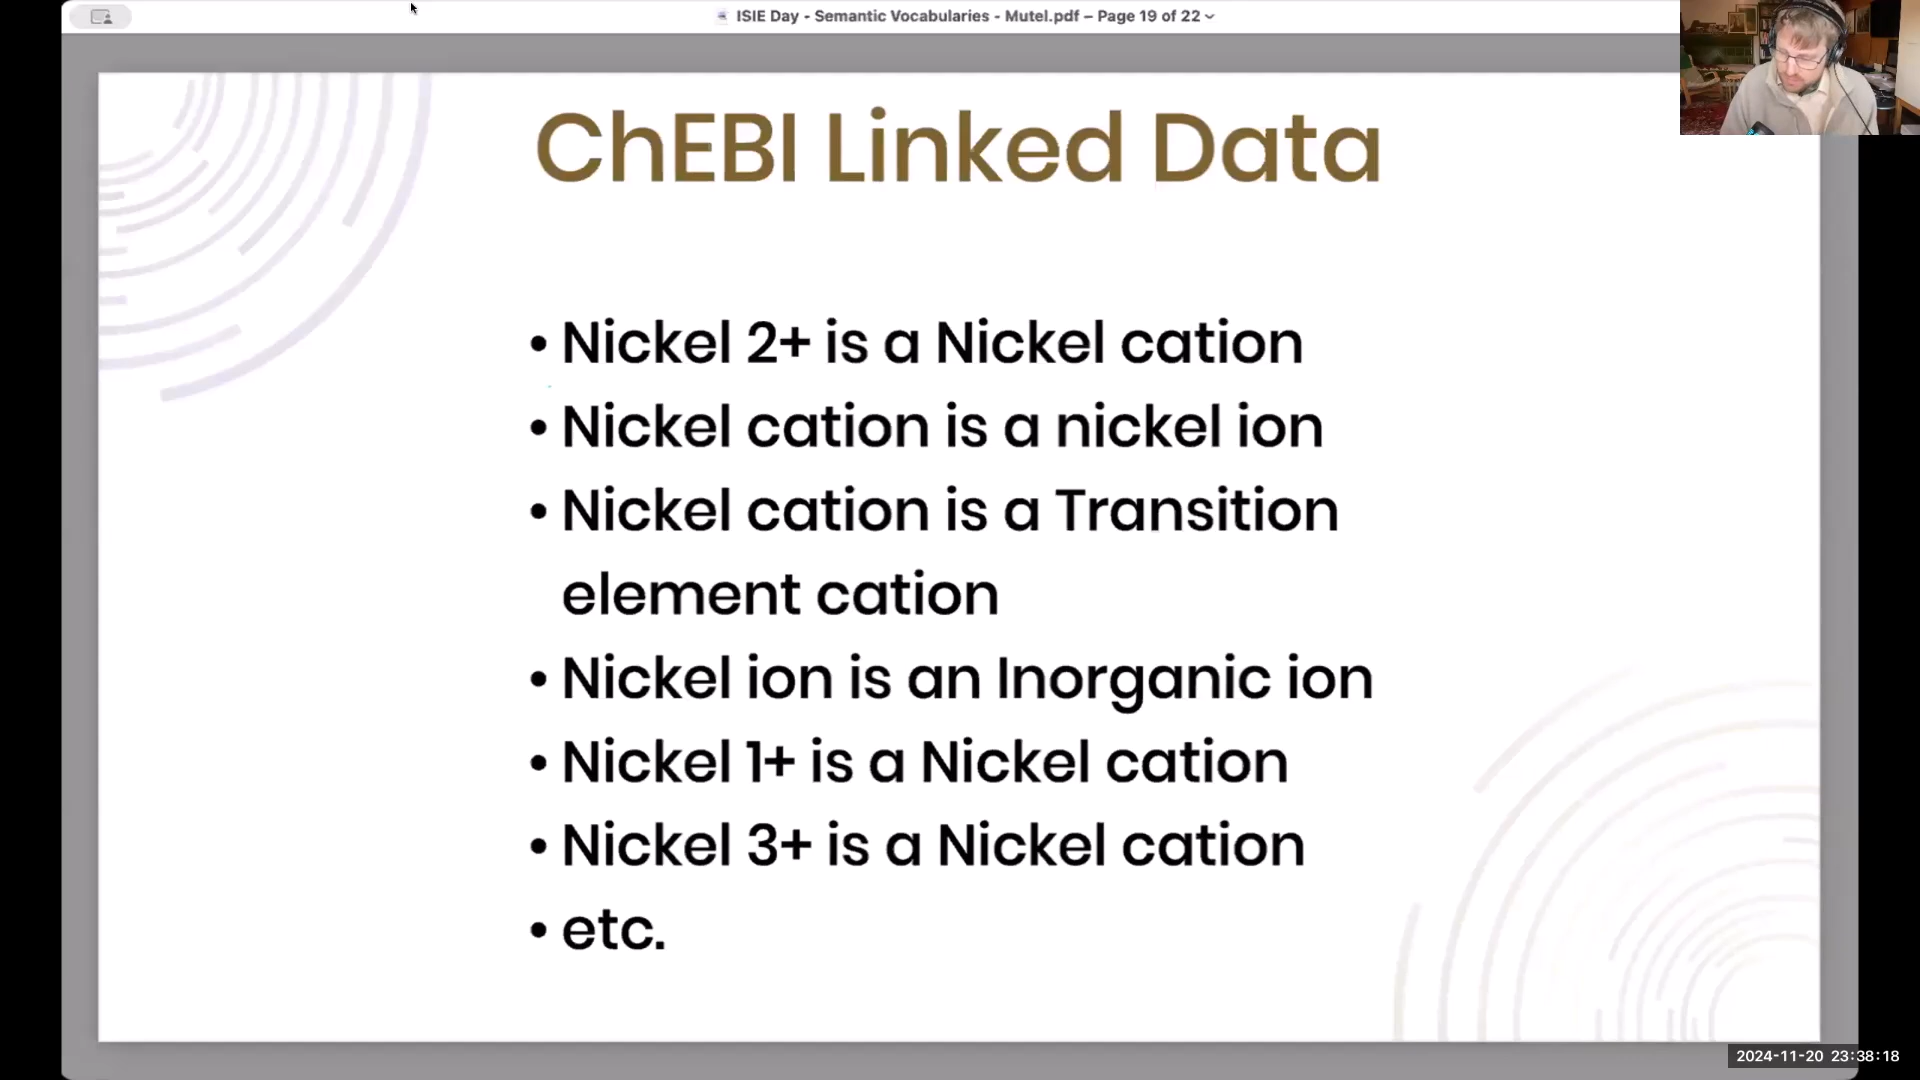 ISIE Day - Semantic Vocabularies - Mutel.pdf – Page 19 of 22
ChEBI Linked Data
• Nickel 2+ is a Nickel cation
• Nickel cation is a nickel ion
• Nickel cation is a Transition
element cation
• Nickel ion is an Inorganic ion
• Nickel 1+ is a Nickel cation
• Nickel 3+ is a Nickel cation
• etc.
2024-11-20 23:38:18